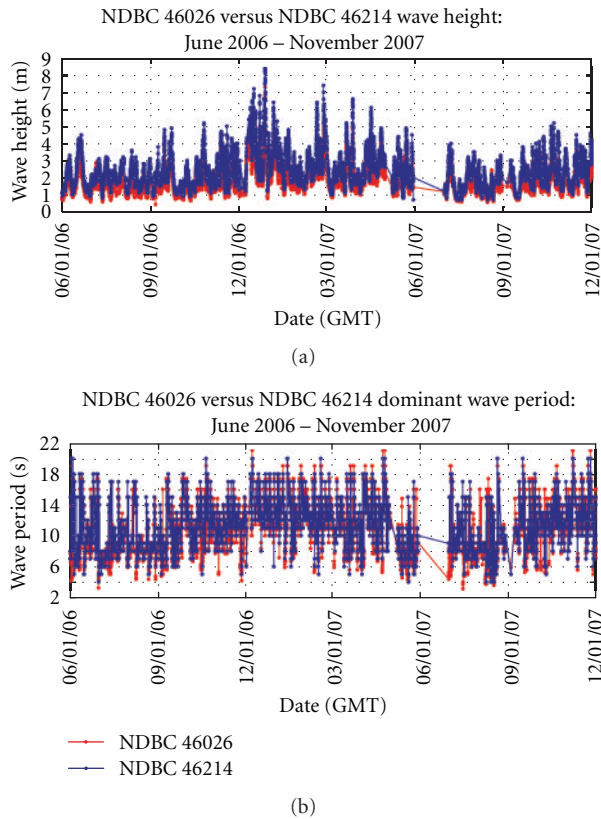 NDBC 46026 versus NDBC 46214 wave height:
June 2006 – November 2007
Wave height (m)
9
8
7
6
5
4
3
2
1
0
06/01/06
09/01/06
12/01/06
03/01/07
06/01/07
09/01/07
12/01/07
Date (GMT)
(a)
NDBC 46026 versus NDBC 46214 dominant wave period:
June 2006 – November 2007
Wave period (s)
22
18
14
10
6
2
06/01/06
09/01/06
12/01/06
03/01/07
06/01/07
09/01/07
12/01/07
Date (GMT)
NDBC 46026
NDBC 46214
(b)